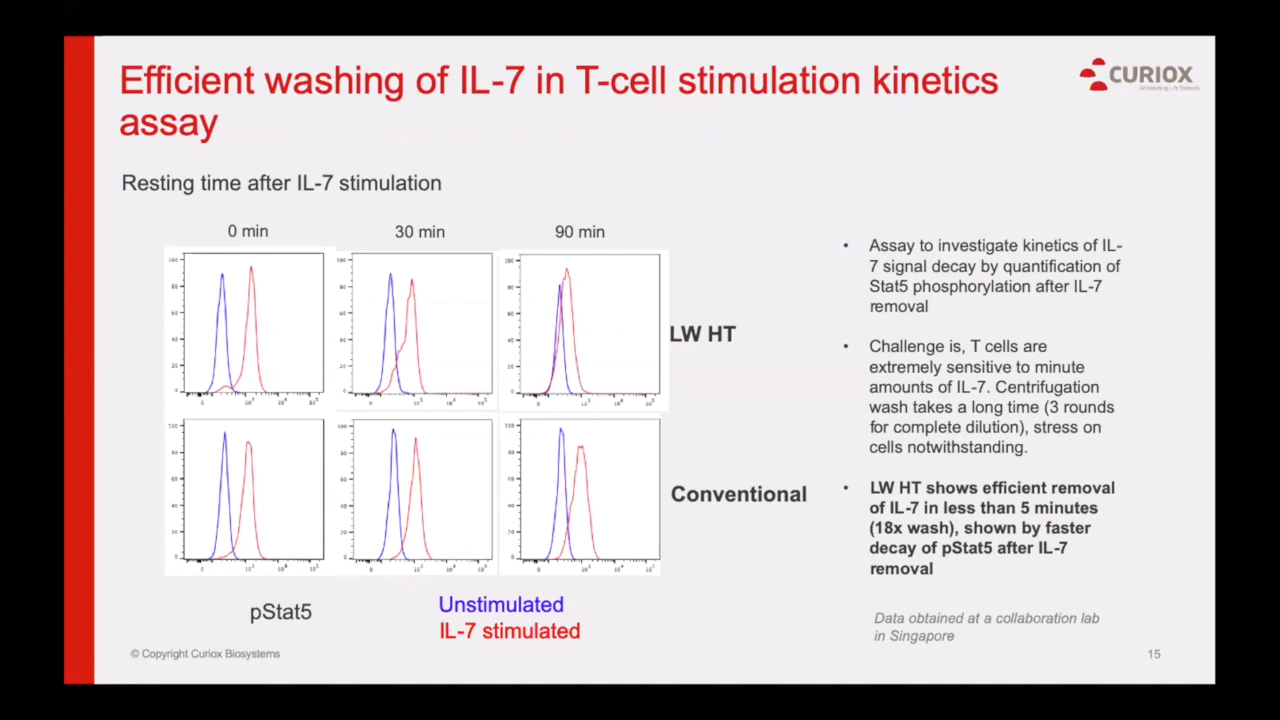 Efficient washing of IL-7 in T-cell stimulation kinetics
assay
CURIOX
Accelerating Life Sciences
Resting time after IL-7 stimulation
0 min
30 min
90 min
LW HT
Conventional
pStat5
Unstimulated
IL-7 stimulated
• Assay to investigate kinetics of IL-
7 signal decay by quantification of
Stat5 phosphorylation after IL-7
removal
• Challenge is, T cells are
extremely sensitive to minute
amounts of IL-7. Centrifugation
wash takes a long time (3 rounds
for complete dilution), stress on
cells notwithstanding.
• LW HT shows efficient removal
of IL-7 in less than 5 minutes
(18x wash), shown by faster
decay of pStat5 after IL-7
removal
Data obtained at a collaboration lab
in Singapore
© Copyright Curiox Biosystems
15